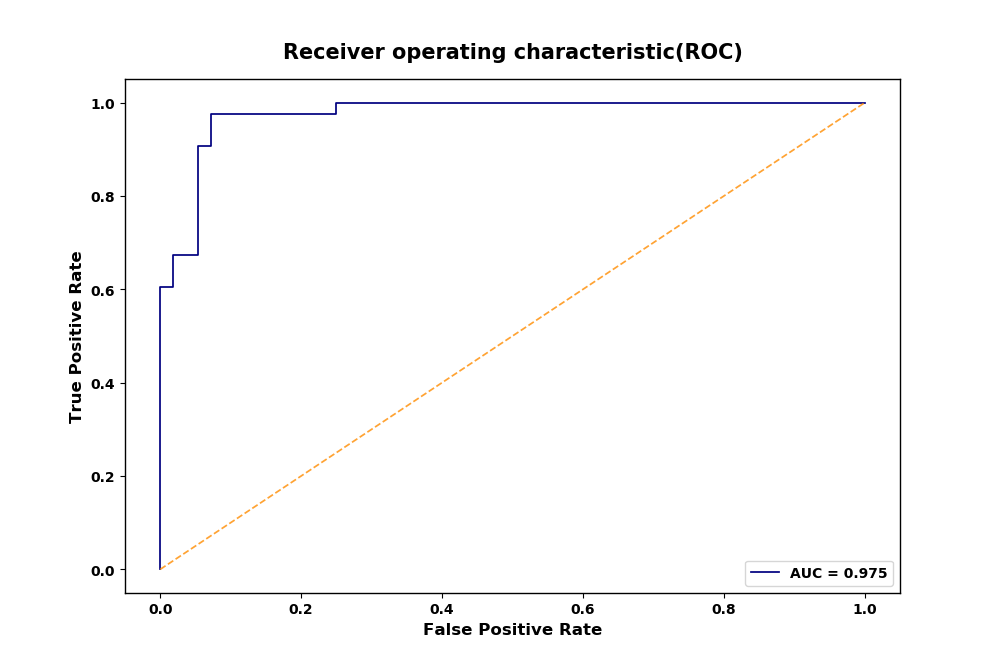 Receiver operating characteristic(ROC)
1.0
0.8
0.6
0.4
0.2
0.0
True Positive Rate
0.0 0.2 0.4 0.6 0.8 1.0
False Positive Rate
AUC = 0.975